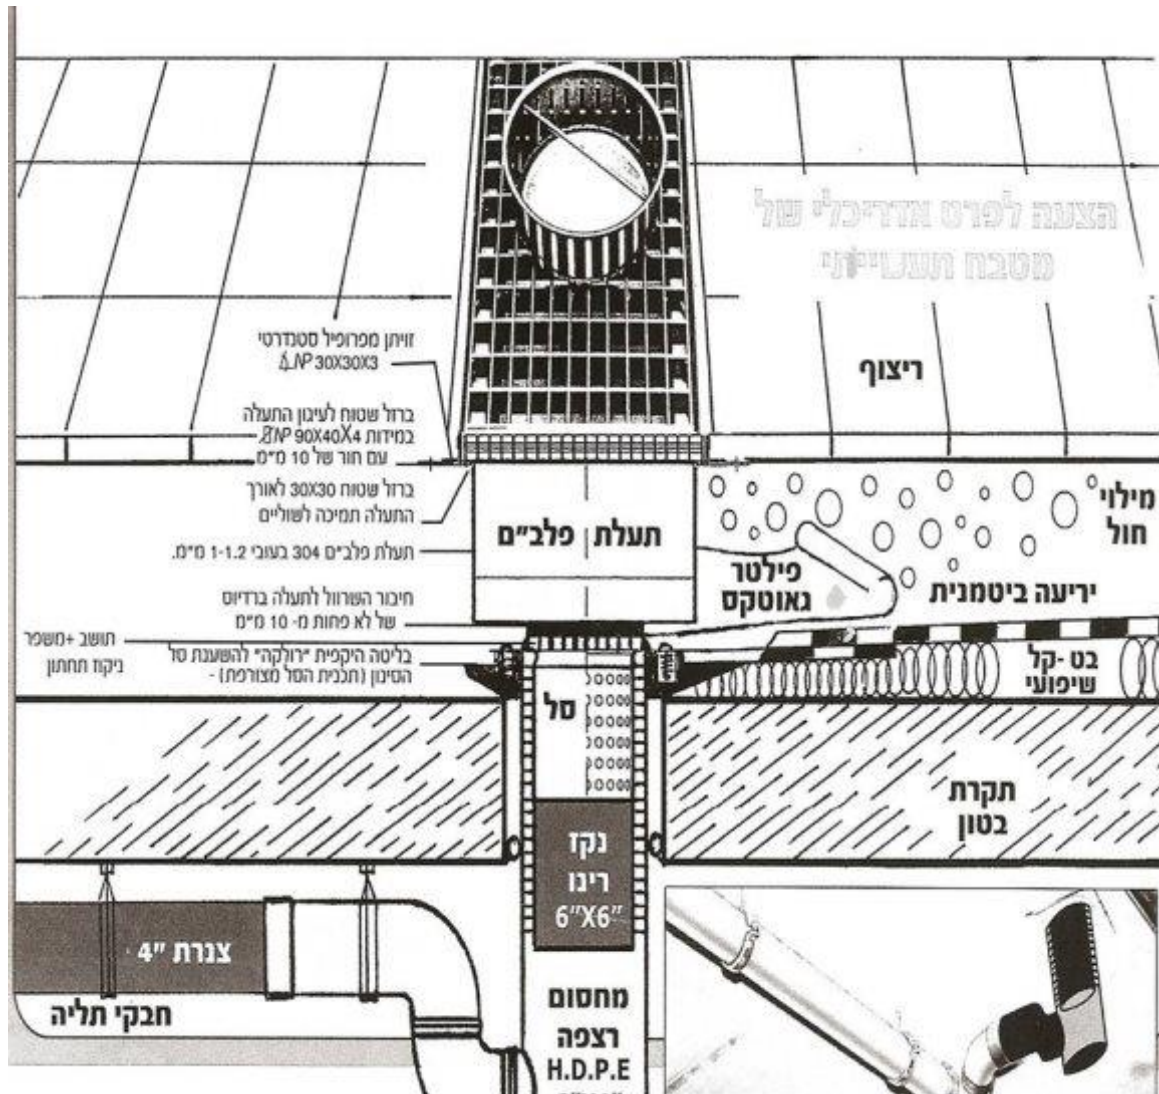 הצעה לפרט אדריכלי של
מטבח תעשייתי
זויתן מפרופיל סטנדרטי
30X30X3
ריצוף
ברזל שטוח לעיגון התעלה
במידות 90X40X4
עם חור של 10 מ"מ
ברזל שטוח 30X30 לאורך
התעלה תמיכה לשוליים
תעלת פלב"ם
מילוי
חול
תעלת פלב"ם 304 בעובי 1-1.2 מ"מ.
פילטר
גאוטקס
יריעה ביטמנית
חיבור השרוול לתעלה ברדיוס
של לא פחות מ- 10 מ"מ
תושב +משפר
ניקוז תחתון
בליטה היקפית "רולקה" להשענת סל
הסינון (תכנית הסל מצורפת) -
בט -קל
שיפועי
סל
תקרת
בטון
נקז
רינו
6"X6"
צנרת 4"
חבקי תליה
מחסום
רצפה
H.D.P.E